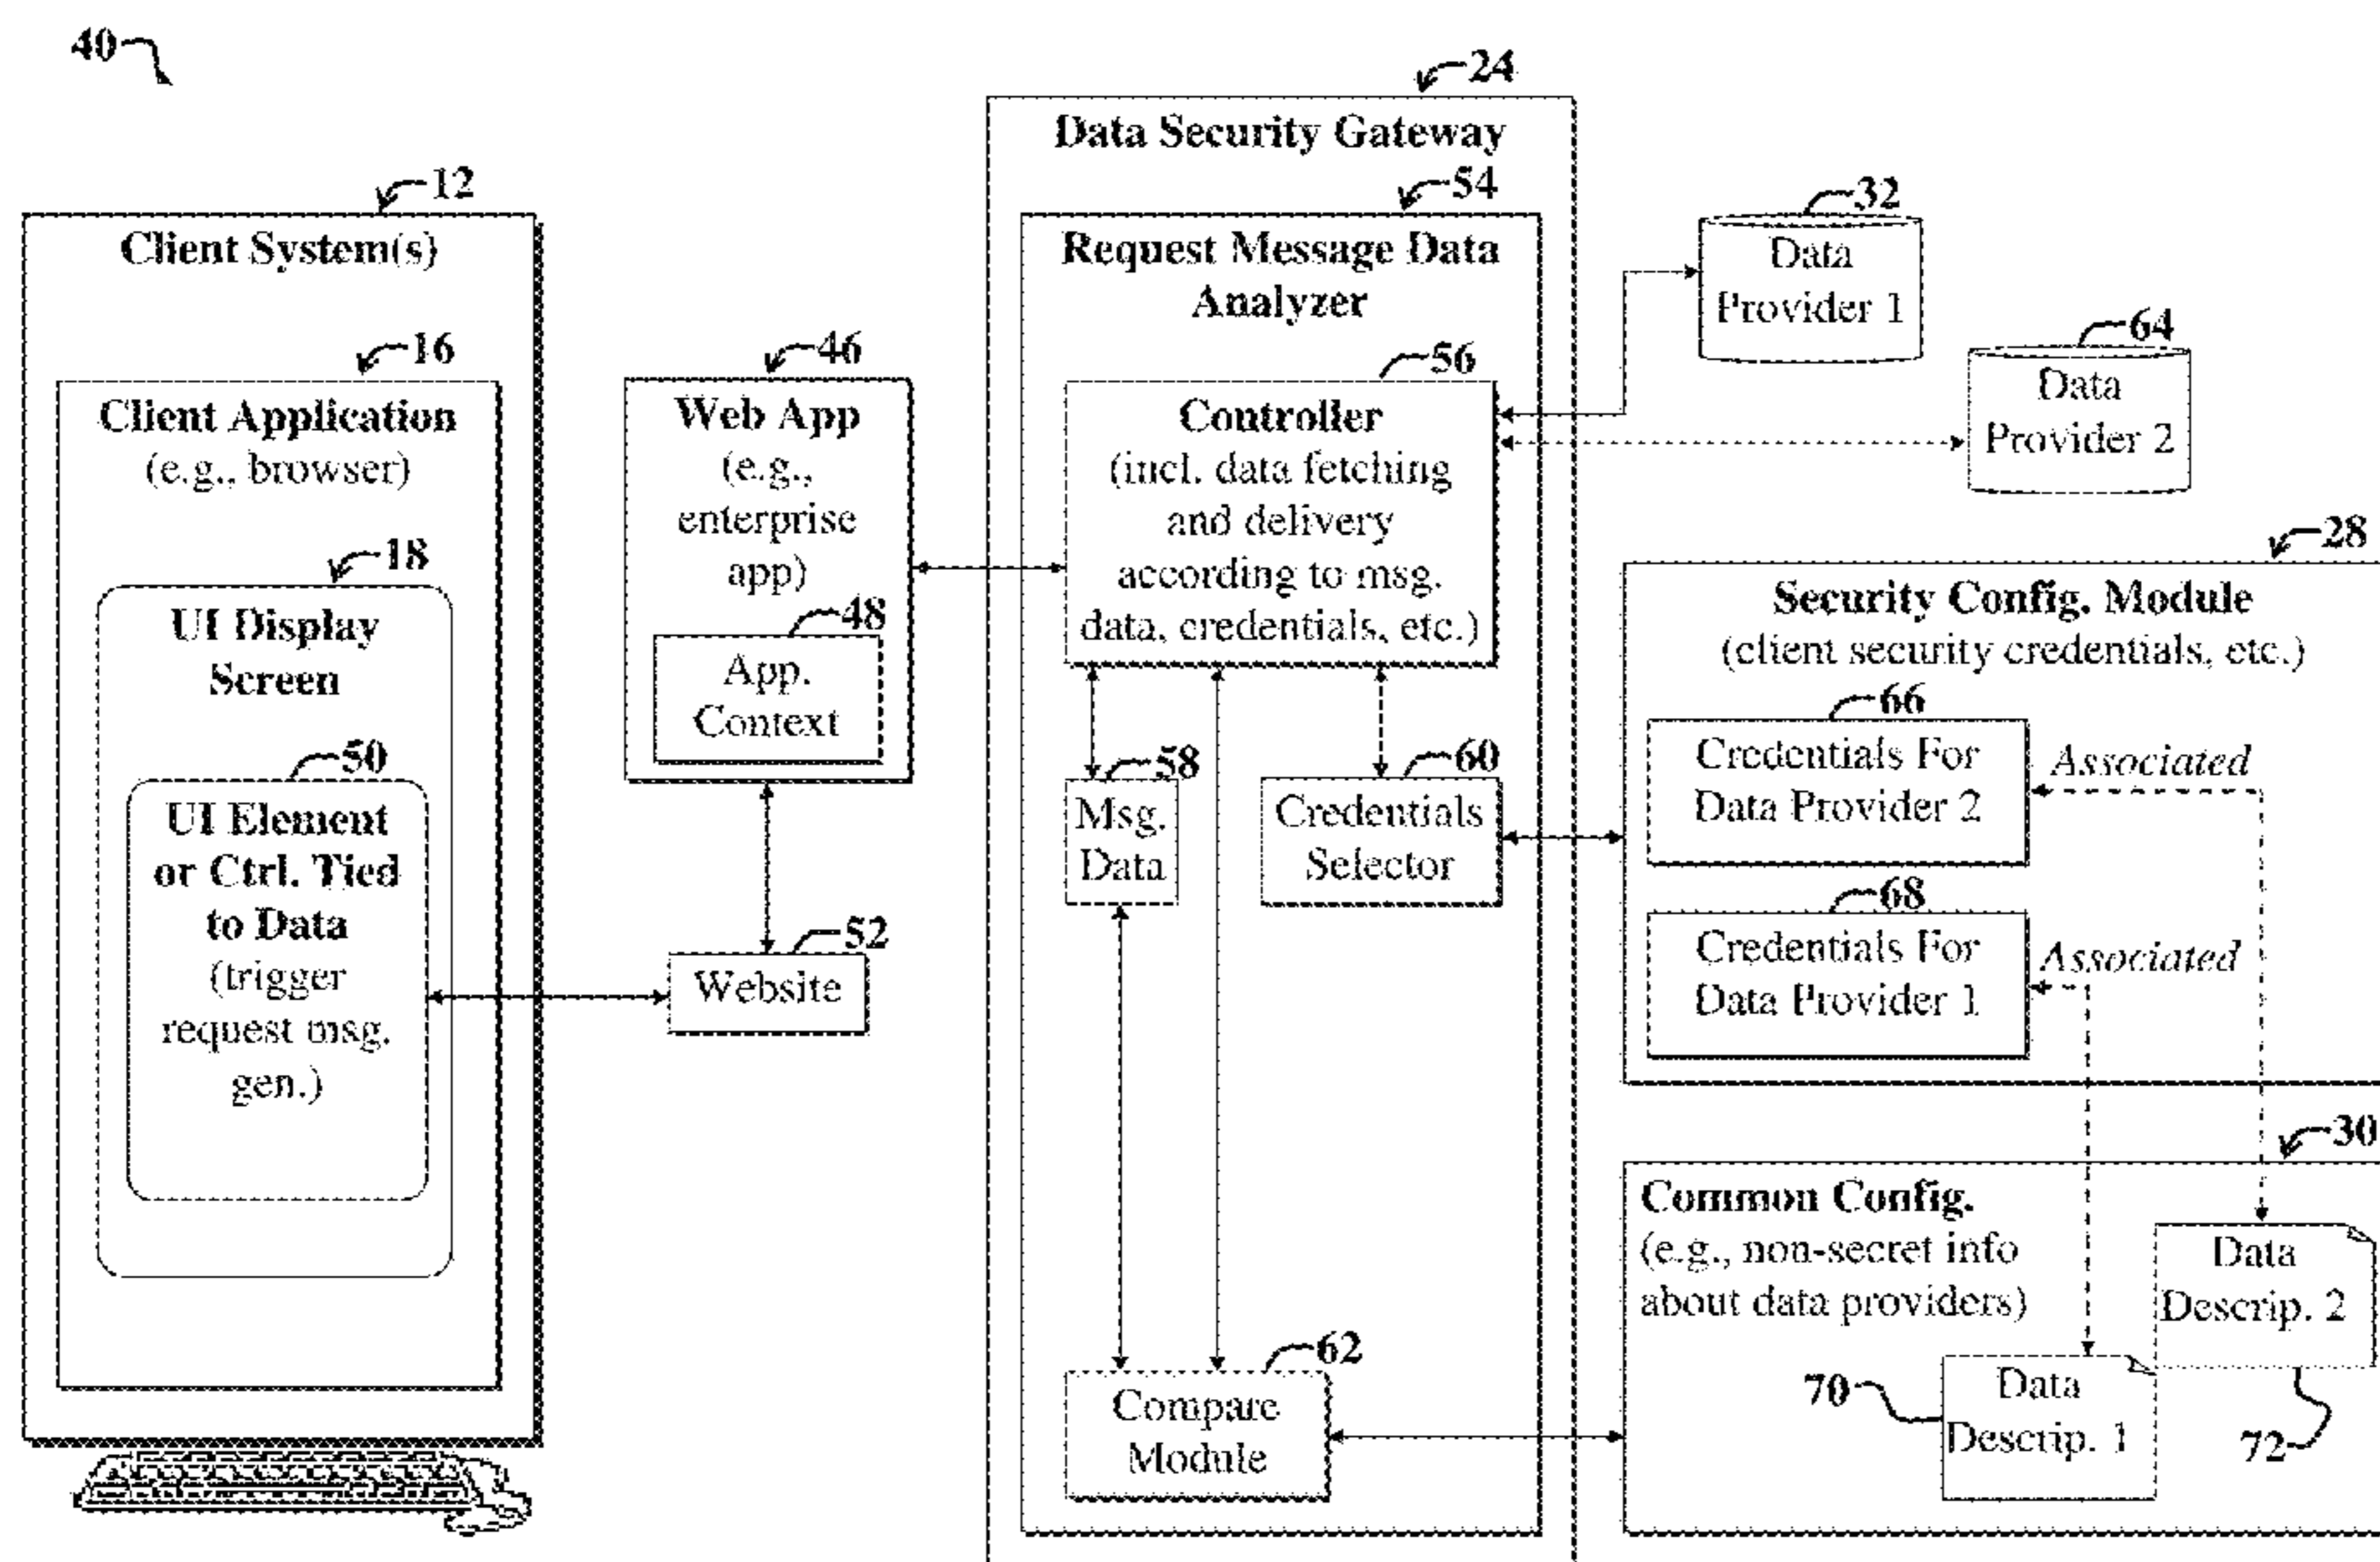 40
12
Client System(s)
16
Client Application
(e.g., browser)
18
UI Display
Screen
50
UI Element
or Ctrl. Tied
to Data
(trigger
request msg.
gen.)
46
Web App
(e.g.,
enterprise
app)
48
App.
Context
52
Website
24
Data Security Gateway
54
Request Message Data
Analyzer
56
Controller
(incl. data fetching
and delivery
according to msg.
data, credentials, etc.)
58
Msg.
Data
60
Credentials
Selector
62
Compare
Module
32
Data
Provider 1
64
Data
Provider 2
28
Security Config. Module
(client security credentials, etc.)
66
Credentials For
Data Provider 2
Associated
68
Credentials For
Data Provider 1
Associated
30
Common Config.
(e.g., non-secret info
about data providers)
Data
Descrip. 2
72
70
Data
Descrip. 1